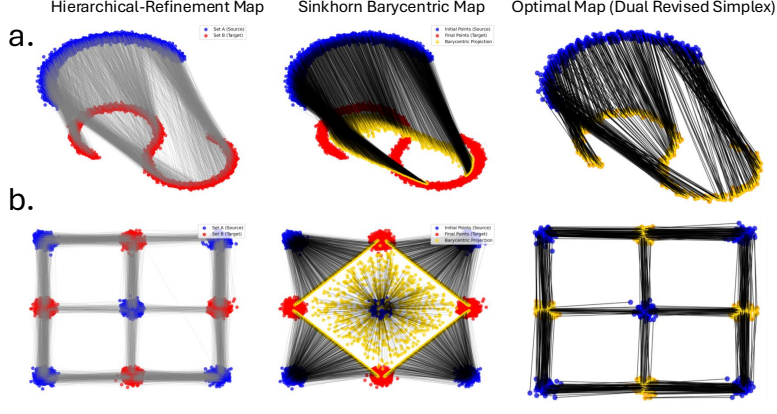 Hierarchical-Refinement Map
Sinkhorn Barycentric Map
Optimal Map (Dual Revised Simplex)
a.
Set A (Source)
Set B (Target)
Initial Points (Source)
Final Points (Target)
Barycentric Projection
b.
Set A (Source)
Set B (Target)
Initial Points (Source)
Final Points (Target)
Barycentric Projection